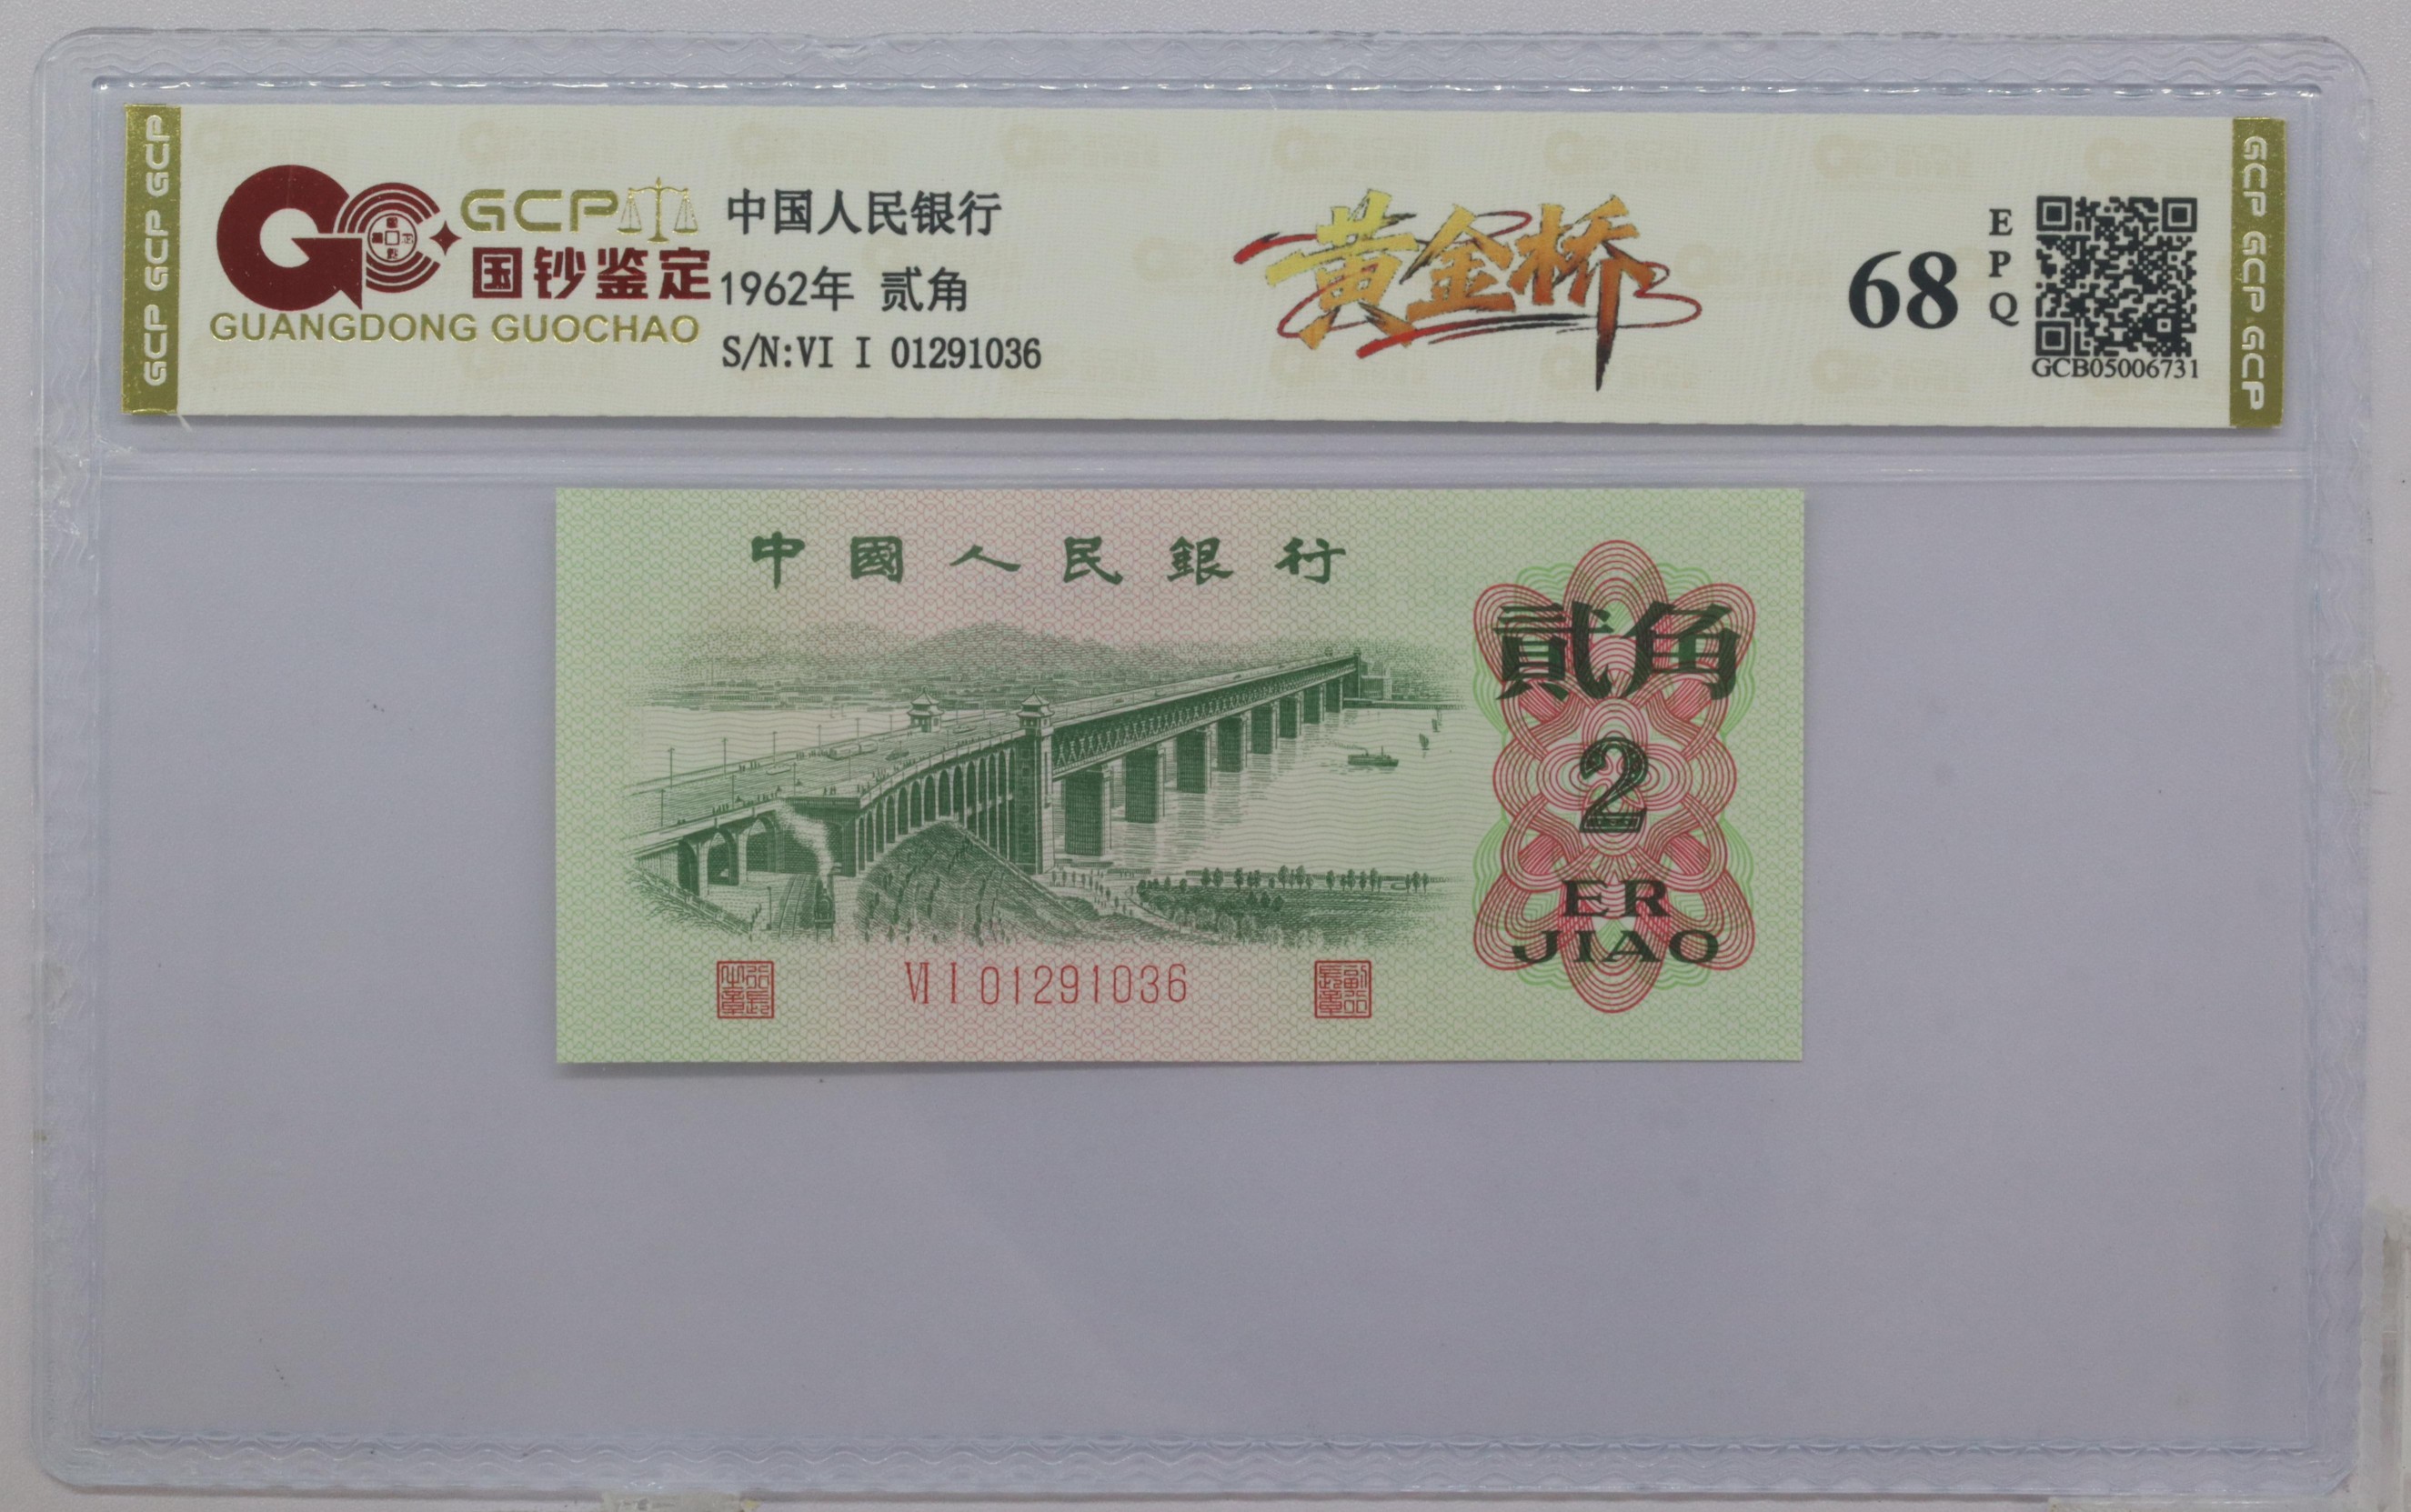 GCP GCP GCP
GCP
国钞鉴定
GUANGDONG GUOCHAO
中国人民银行
1962年 贰角
S/N:VI I 01291036
黄金桥
68
EPQ
GCB05006731
GCP GCP GCP
中國人民銀行
貳角
2
ER
JIAO
VI I 01291036